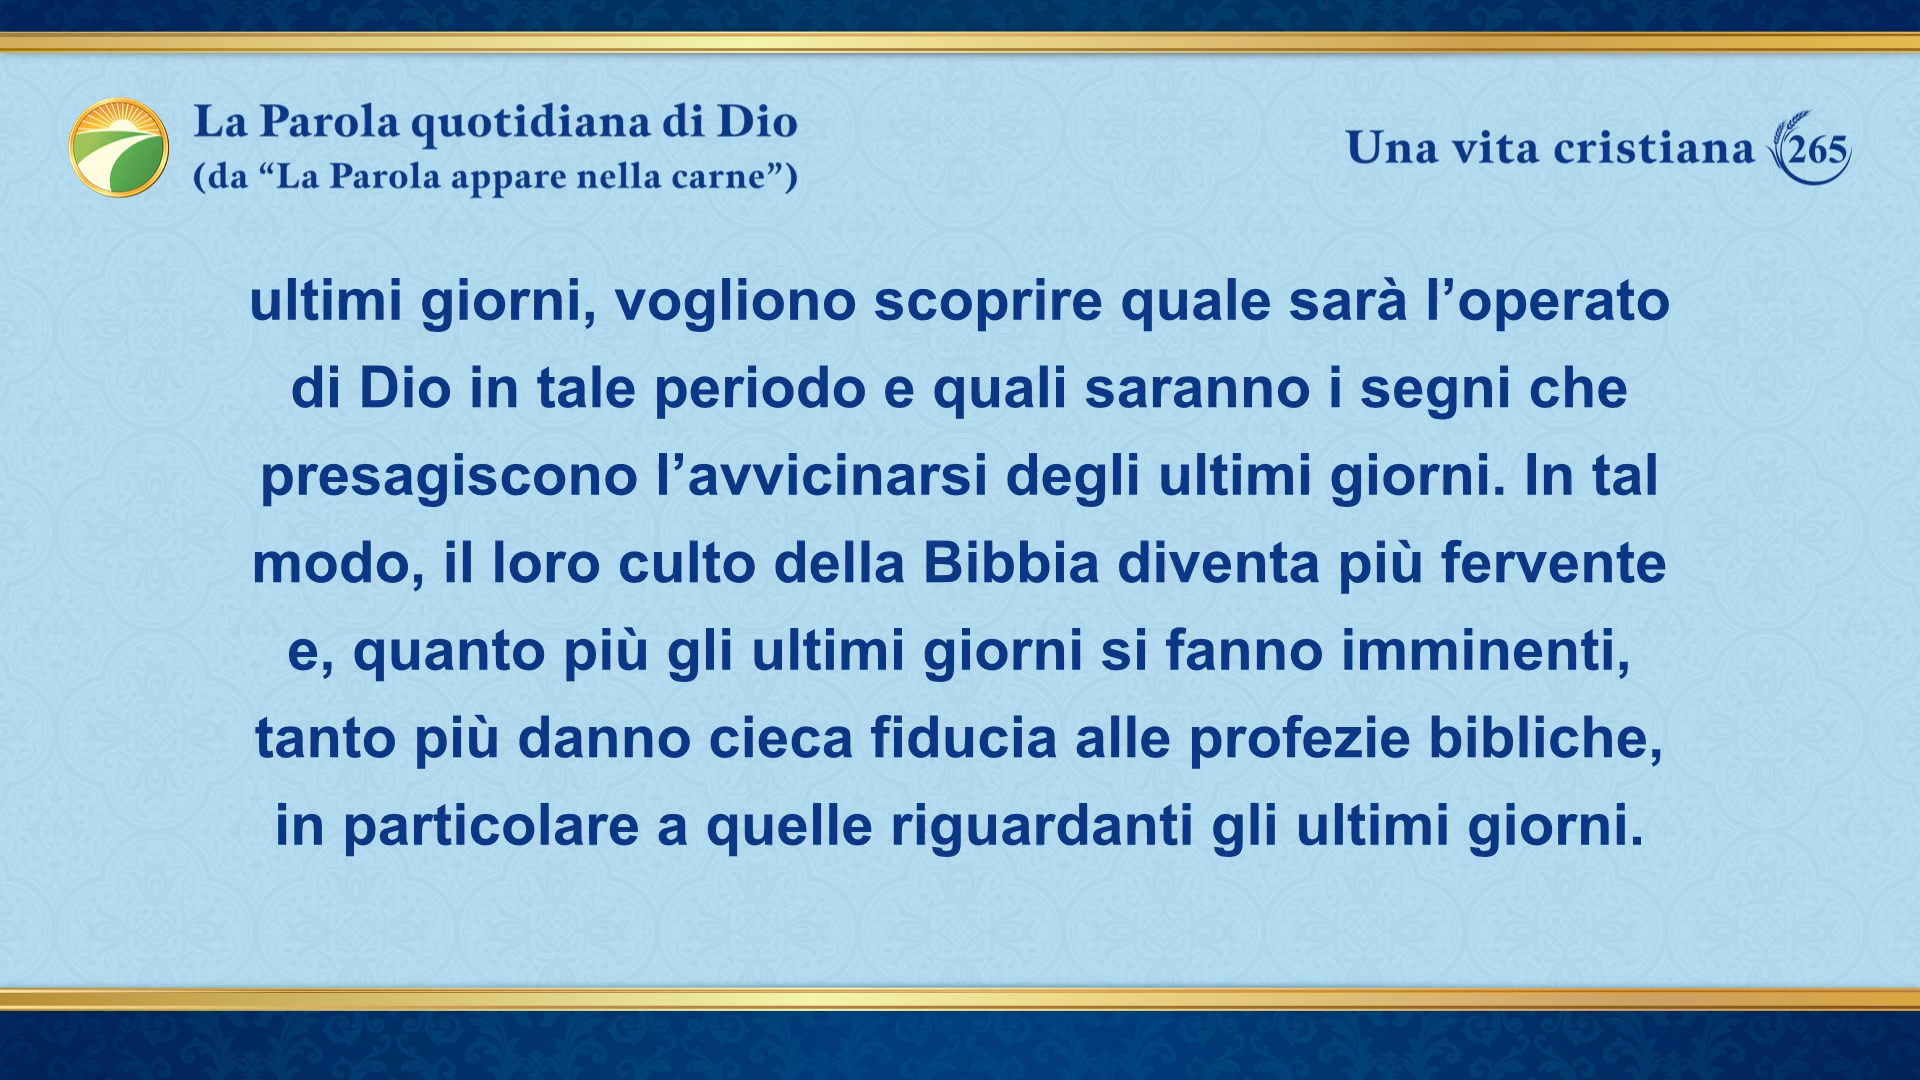 La Parola quotidiana di Dio
(da “La Parola appare nella carne”)
Una vita cristiana 265
ultimi giorni, vogliono scoprire quale sarà l’operato
di Dio in tale periodo e quali saranno i segni che
presagiscono l’avvicinarsi degli ultimi giorni. In tal
modo, il loro culto della Bibbia diventa più fervente
e, quanto più gli ultimi giorni si fanno imminenti,
tanto più danno cieca fiducia alle profezie bibliche,
in particolare a quelle riguardanti gli ultimi giorni.